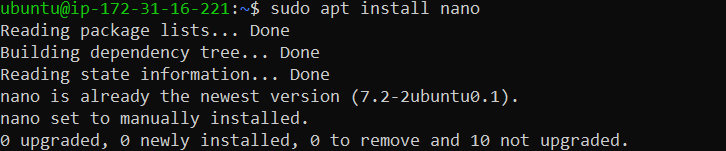 ubuntu@ip-172-31-16-221:~$ sudo apt install nano
Reading package lists... Done
Building dependency tree... Done
Reading state information... Done
nano is already the newest version (7.2-2ubuntu0.1).
nano set to manually installed.
0 upgraded, 0 newly installed, 0 to remove and 10 not upgraded.